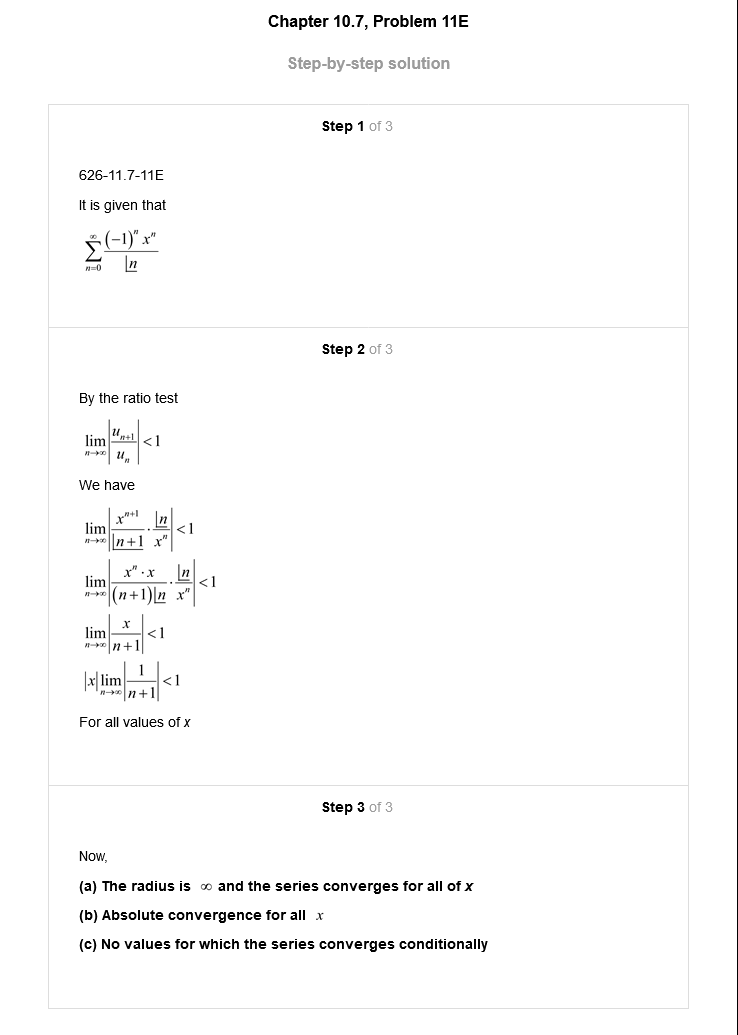 Chapter 10.7, Problem 11E
Step-by-step solution
Step 1 of 3
626-11.7-11E
It is given that
$\sum_{n=0}^{\infty} \frac{(-1)^n x^n}{\lfloor \underline{n}}$
Step 2 of 3
By the ratio test
$\lim_{n \to \infty} \left| \frac{u_{n+1}}{u_n} \right| < 1$
We have
$\lim_{n \to \infty} \left| \frac{x^{n+1}}{\lfloor \underline{n+1}} \cdot \frac{\lfloor \underline{n}}{x^n} \right| < 1$
$\lim_{n \to \infty} \left| \frac{x^n \cdot x}{(n+1) \lfloor \underline{n}} \cdot \frac{\lfloor \underline{n}}{x^n} \right| < 1$
$\lim_{n \to \infty} \left| \frac{x}{n+1} \right| < 1$
$|x| \lim_{n \to \infty} \left| \frac{1}{n+1} \right| < 1$
For all values of x
Step 3 of 3
Now,
(a) The radius is ∞ and the series converges for all of x
(b) Absolute convergence for all x
(c) No values for which the series converges conditionally